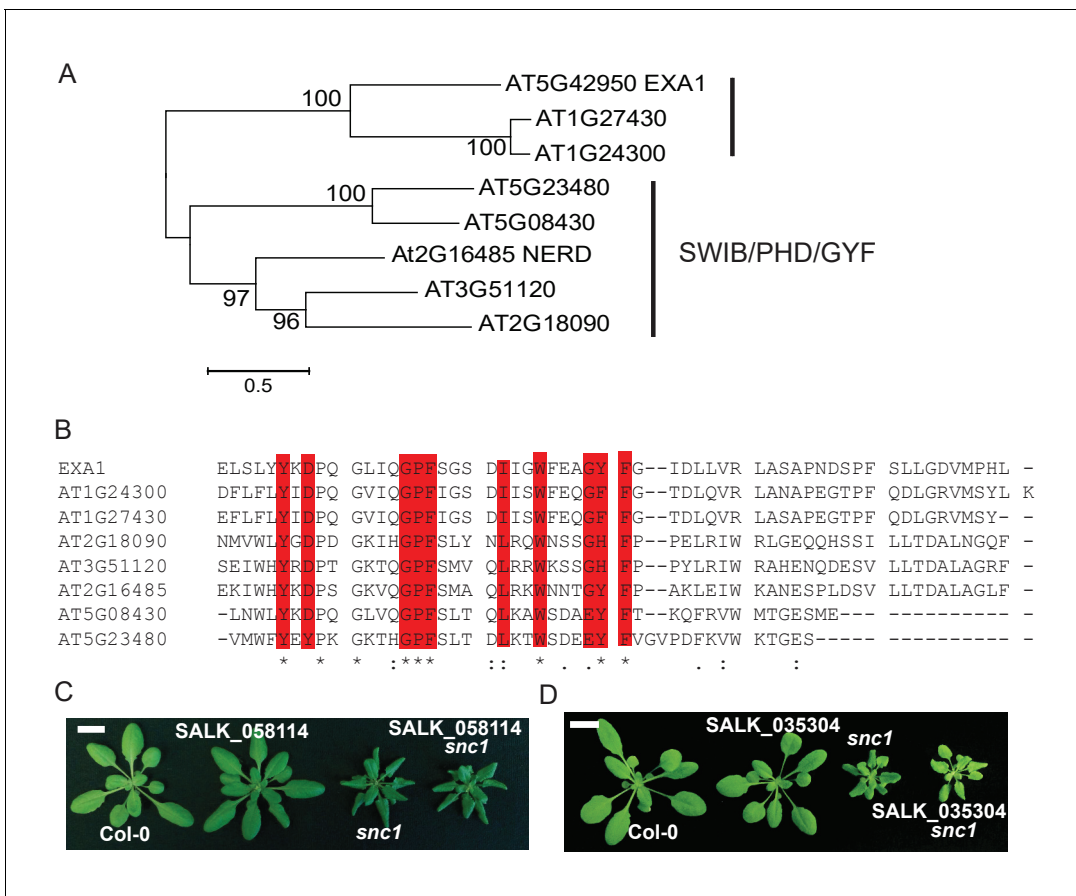 A
AT5G42950 EXA1
100
AT1G27430
100
AT1G24300
AT5G23480
100
AT5G08430
At2G16485 NERD
SWIB/PHD/GYF
AT3G51120
97
96
AT2G18090
0.5
B
EXA1 ELSLYYKDPQ GLIQGPFSGS DIIGWFEAGY FG--IDLLVR LASAPNDSPF SLLGDVMPHL -
AT1G24300 DFLFLYIDPQ GVIQGPFIGS DIISWFEQGF FG--TDLQVR LANAPEGTPF QDLGRVMSYL K
AT1G27430 EFLFLYIDPQ GVIQGPFIGS DIISWFEQGF FG--TDLQVR LASAPEGTPF QDLGRVMSY- -
AT2G18090 NMVWLYGDPD GKIHGPFSLY NLRQWNSSGH FP--PELRIW RLGEQQHSSI LLTDALNGQF -
AT3G51120 SEIWHYRDPT GKTQGPFSMV QLRRWKSSGH FP--PYLRIW RAHENQDESV LLTDALAGRF -
AT2G16485 EKIWHYKDPS GKVQGPFSMA QLRKWNNTGY FP--AKLEIW KANESPLDSV LLTDALAGLF -
AT5G08430 -LNWLYKDPQ GLVQGPFSLT QLKAWSDAEY FT--KQFRVW MTGESME--- ---------- -
AT5G23480 -VMWFYEYPK GKTHGPFSLT DLKTWSDEEY FVGVPDFKVW KTGES----- ---------- -
* * * :*** :: * . .* * . : :
C
SALK_058114
SALK_058114
snc1
Col-0
snc1
D
SALK_035304
snc1
Col-0
SALK_035304
snc1